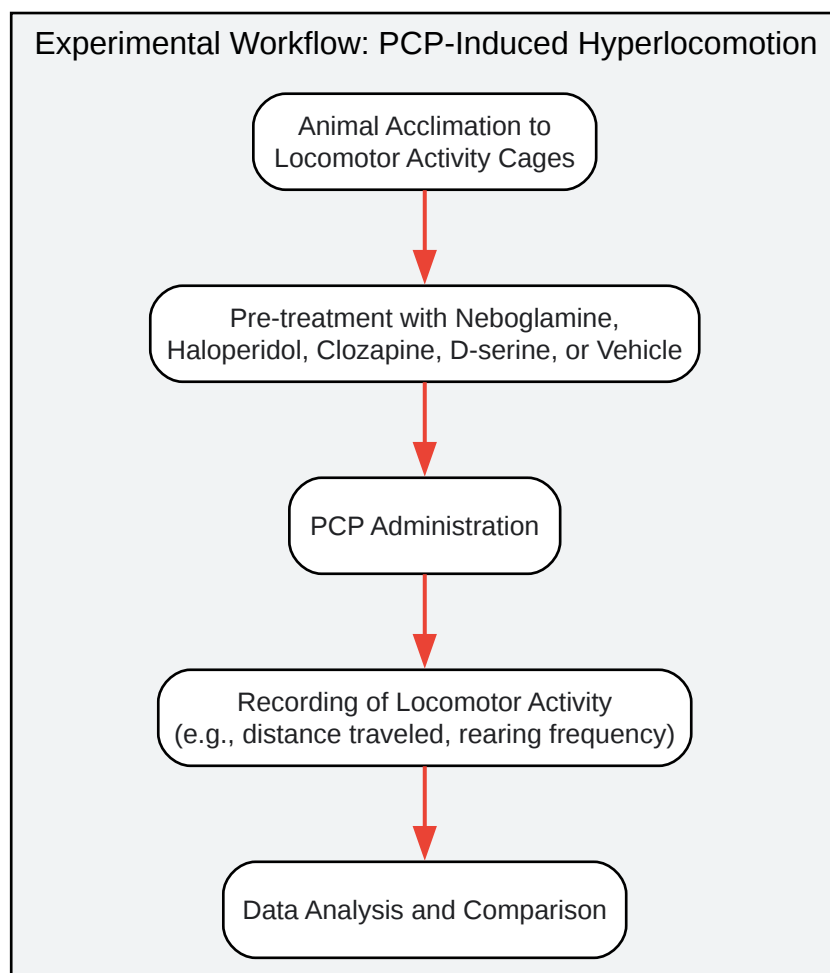 Experimental Workflow: PCP-Induced Hyperlocomotion
Animal Acclimation to
Locomotor Activity Cages
Pre-treatment with Neboglamine,
Haloperidol, Clozapine, D-serine, or Vehicle
PCP Administration
Recording of Locomotor Activity
(e.g., distance traveled, rearing frequency)
Data Analysis and Comparison